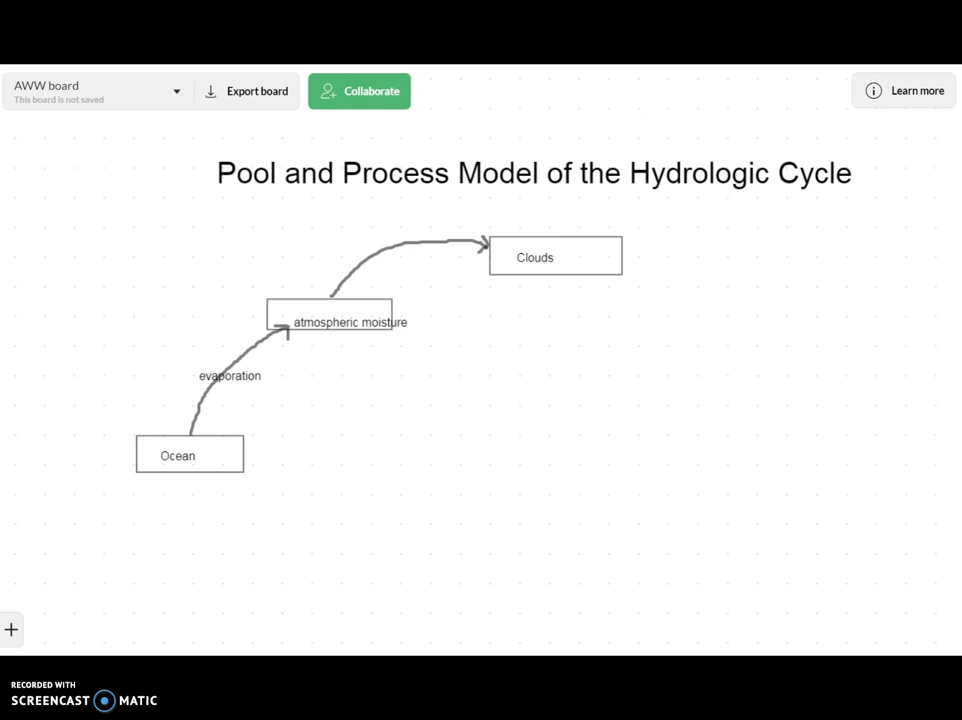 AWW board
This board is not saved
Export board
Collaborate
Learn more
Pool and Process Model of the Hydrologic Cycle
Clouds
atmospheric moisture
evaporation
Ocean
RECORDED WITH
SCREENCAST MATIC